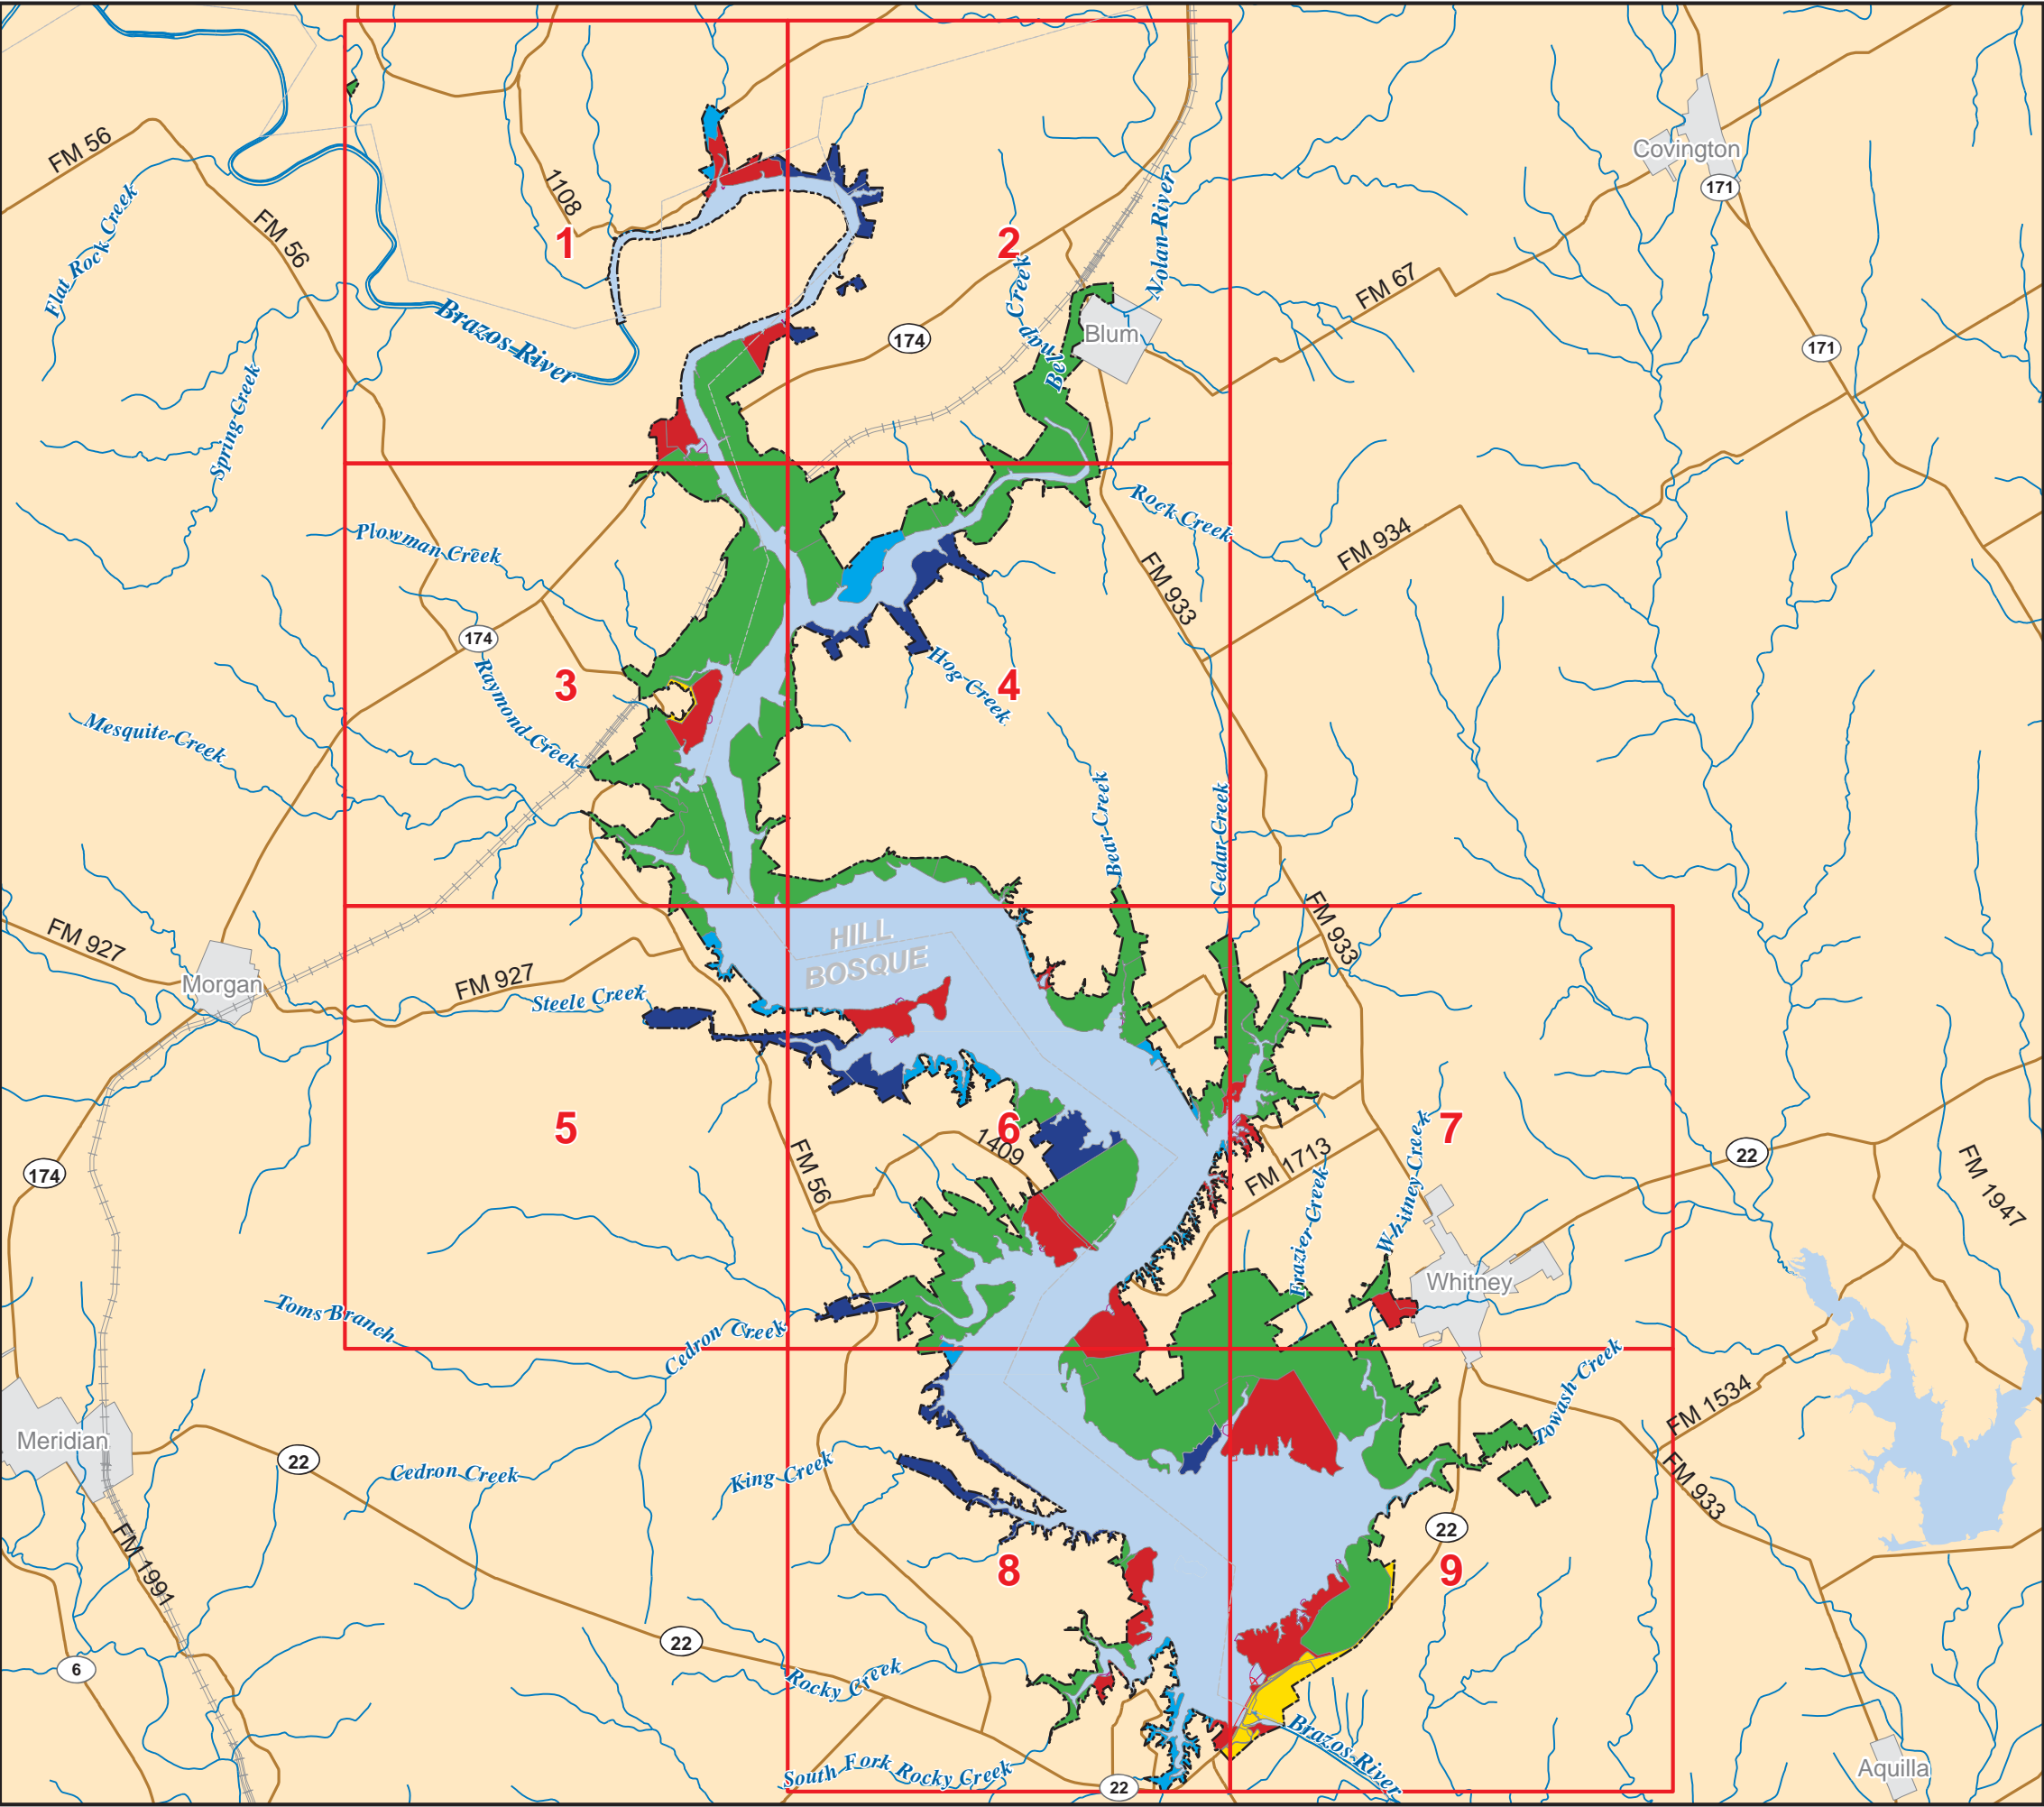 FM 56
Flat Rock Creek
FM 56
1108
1
2
Covington
171
Nolan River
Creek
Belknap
Blum
FM 67
174
171
Brazos River
Spring Creek
Plowman Creek
Rock Creek
FM 934
FM 933
174
Raymond Creek
3
4
Hog Creek
Mesquite Creek
Bear Creek
Cedar Creek
FM 933
HILL
BOSQUE
FM 927
Morgan
FM 927
Steele Creek
5
6
7
1409
FM 56
FM 1713
Whitney Creek
22
FM 1947
174
Frazier Creek
Whitney
Toms Branch
Cedron Creek
Towash Creek
FM 1534
Meridian
22
Cedron Creek
King Creek
FM 933
22
FM 1991
8
9
22
6
Rocky Creek
Brazos River
South Fork Rocky Creek
22
Aquilla